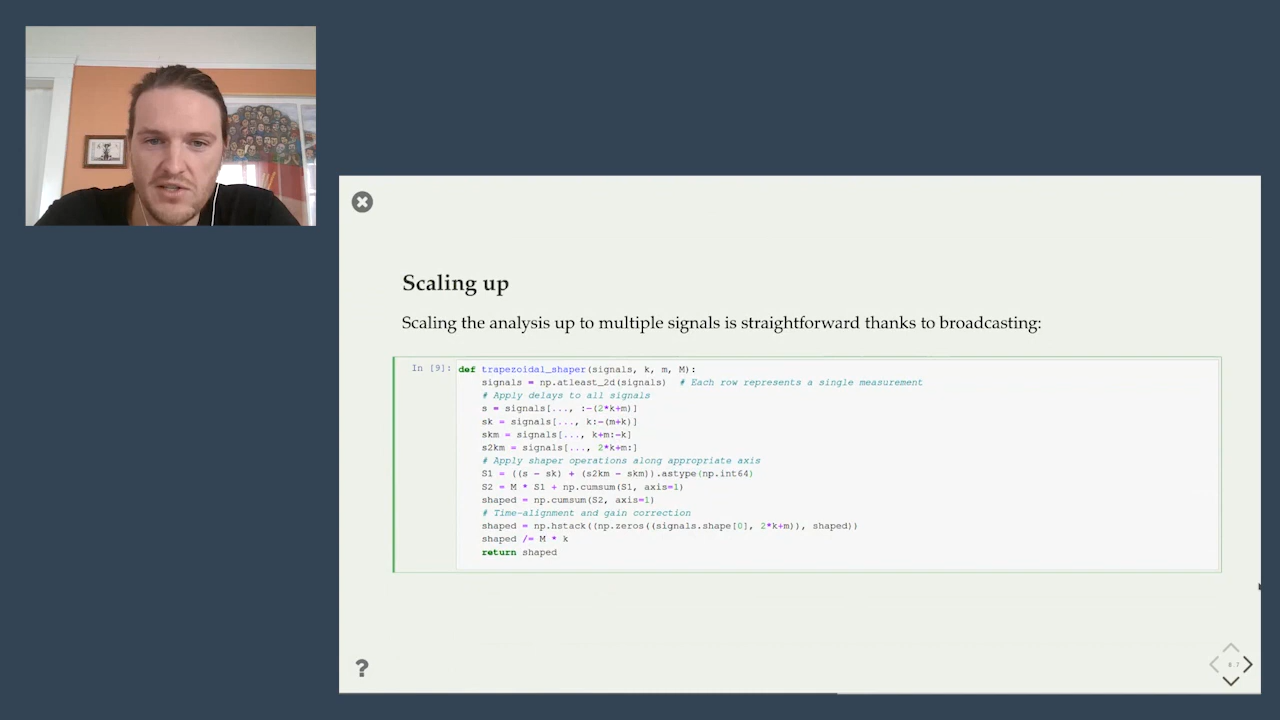 Scaling up
Scaling the analysis up to multiple signals is straightforward thanks to broadcasting:
In [9]: def trapezoidal_shaper(signals, k, m, M):
signals = np.atleast_2d(signals)  # Each row represents a single measurement
# Apply delays to all signals
s = signals[..., :-(2*k+m)]
sk = signals[..., k:-(m+k)]
skm = signals[..., k+m:-k]
s2km = signals[..., 2*k+m:]
# Apply shaper operations along appropriate axis
S1 = ((s - sk) + (s2km - skm)).astype(np.int64)
S2 = M * S1 + np.cumsum(S1, axis=1)
shaped = np.cumsum(S2, axis=1)
# Time-alignment and gain correction
shaped = np.hstack((np.zeros((signals.shape[0], 2*k+m)), shaped))
shaped /= M * k
return shaped
?